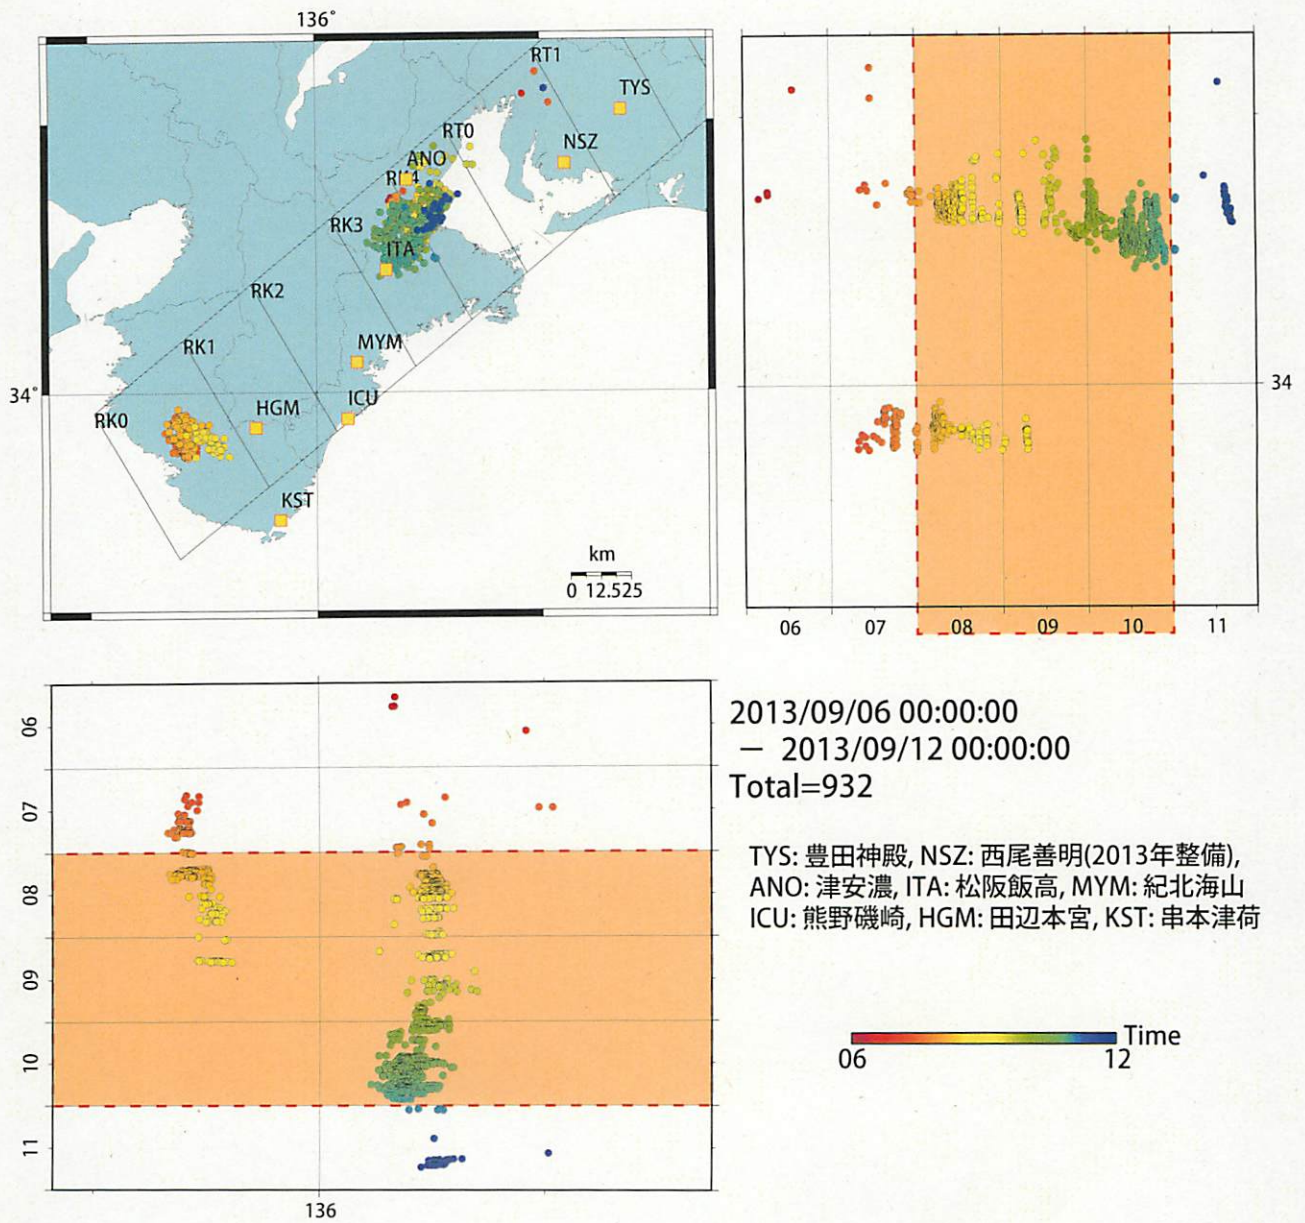 136°
RT1
TYS
RT0
NSZ
ANO
RK4
RK3
ITA
RK2
MYM
RK1
34°
ICU
HGM
RK0
KST
km
0 12.525
34
06 07 08 09 10 11
06
07
08
09
10
11
136
2013/09/06 00:00:00
– 2013/09/12 00:00:00
Total=932
TYS: 豊田神殿, NSZ: 西尾善明(2013年整備),
ANO: 津安濃, ITA: 松阪飯高, MYM: 紀北海山
ICU: 熊野磯崎, HGM: 田辺本宮, KST: 串本津荷
Time
06 12